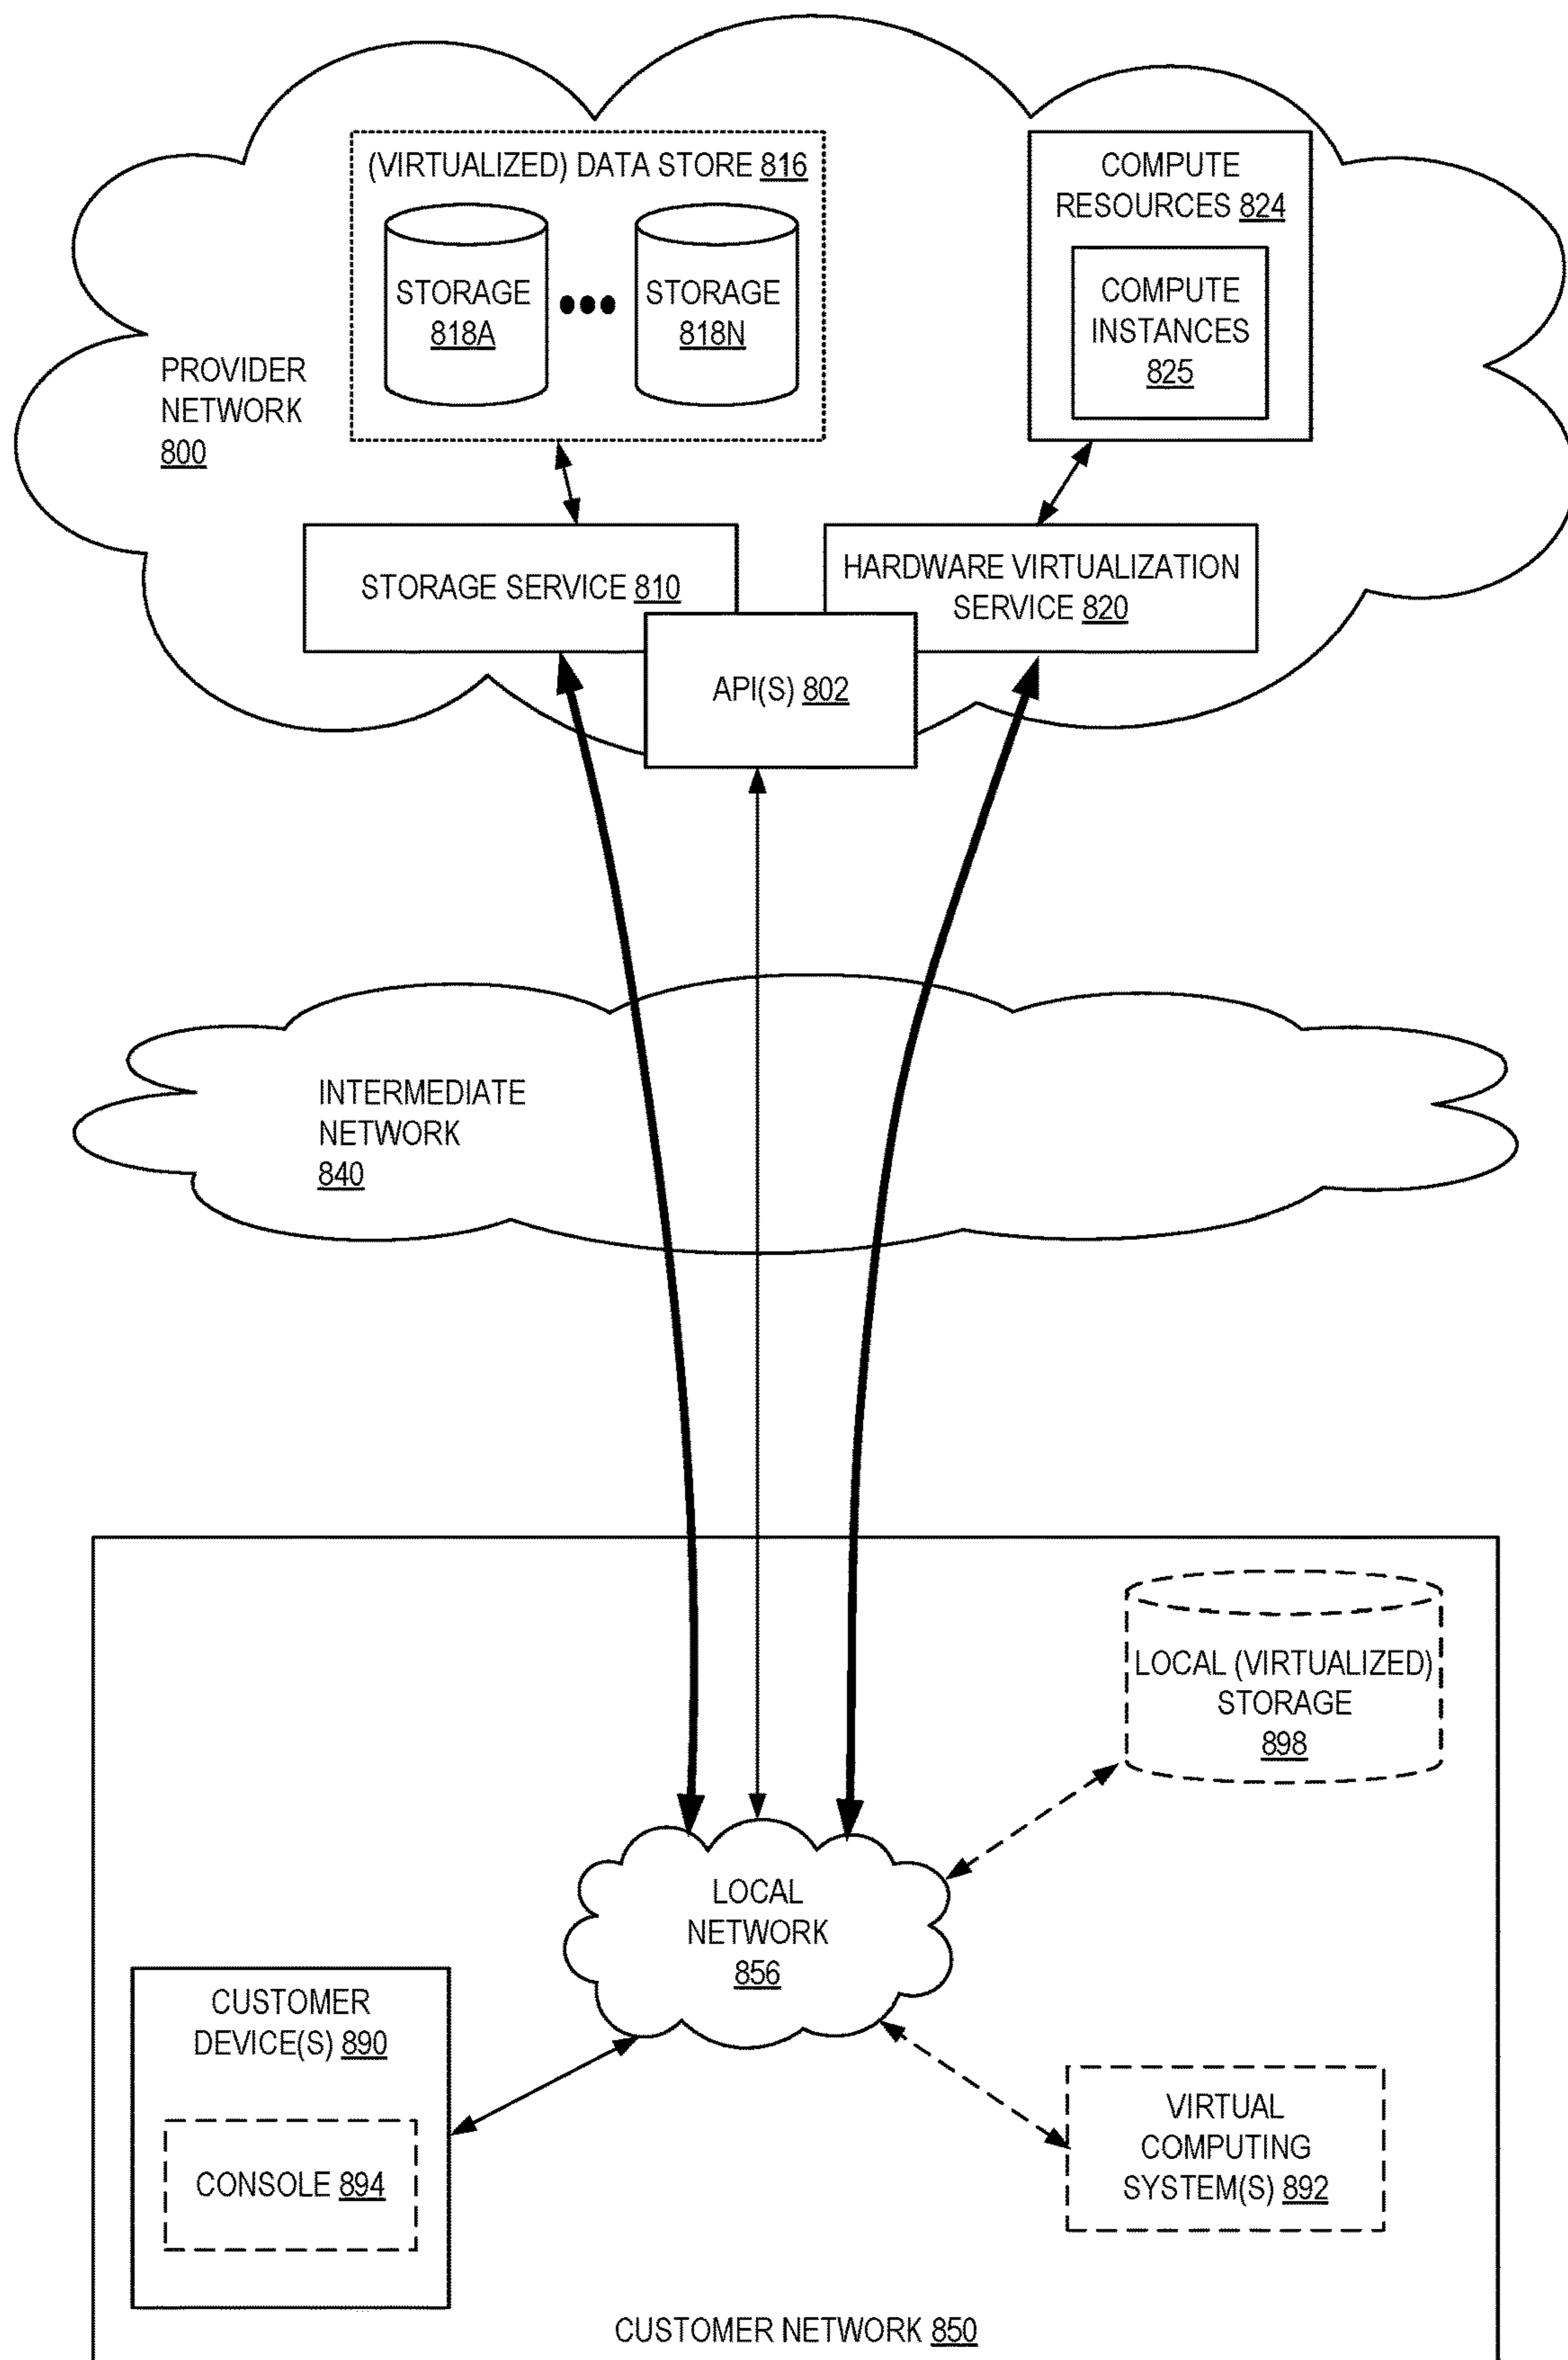 (VIRTUALIZED) DATA STORE 816
STORAGE
818A
STORAGE
818N
COMPUTE
RESOURCES 824
COMPUTE
INSTANCES
825
PROVIDER
NETWORK
800
STORAGE SERVICE 810
HARDWARE VIRTUALIZATION
SERVICE 820
API(S) 802
INTERMEDIATE
NETWORK
840
LOCAL (VIRTUALIZED)
STORAGE
898
LOCAL
NETWORK
856
CUSTOMER
DEVICE(S) 890
CONSOLE 894
VIRTUAL
COMPUTING
SYSTEM(S) 892
CUSTOMER NETWORK 850